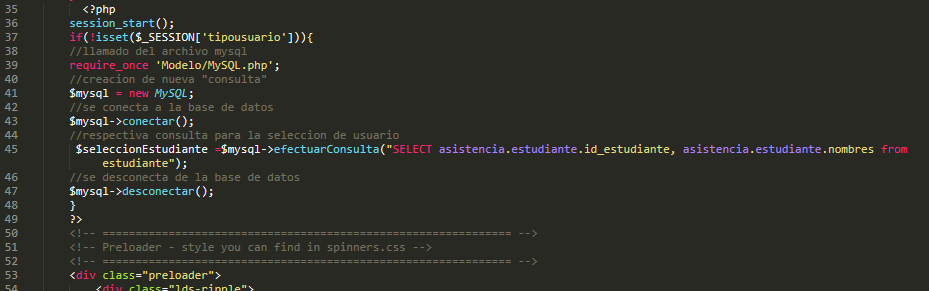 35 <?php
36 session_start();
37 if(!isset($_SESSION['tipousuario'])){
38 //llamado del archivo mysql
39 require_once 'Modelo/MySQL.php';
40 //creacion de nueva "consulta"
41 $mysql = new MySQL;
42 //se conecta a la base de datos
43 $mysql->conectar();
44 //respectiva consulta para la seleccion de usuario
45 $seleccionEstudiante =$mysql->efectuarConsulta("SELECT asistencia.estudiante.id_estudiante, asistencia.estudiante.nombres from
estudiante");
46 //se desconecta de la base de datos
47 $mysql->desconectar();
48 }
49 ?>
50 <!-- ============================================================== -->
51 <!-- Preloader - style you can find in spinners.css -->
52 <!-- ============================================================== -->
53 <div class="preloader">
54 <div class="lds-ripple">